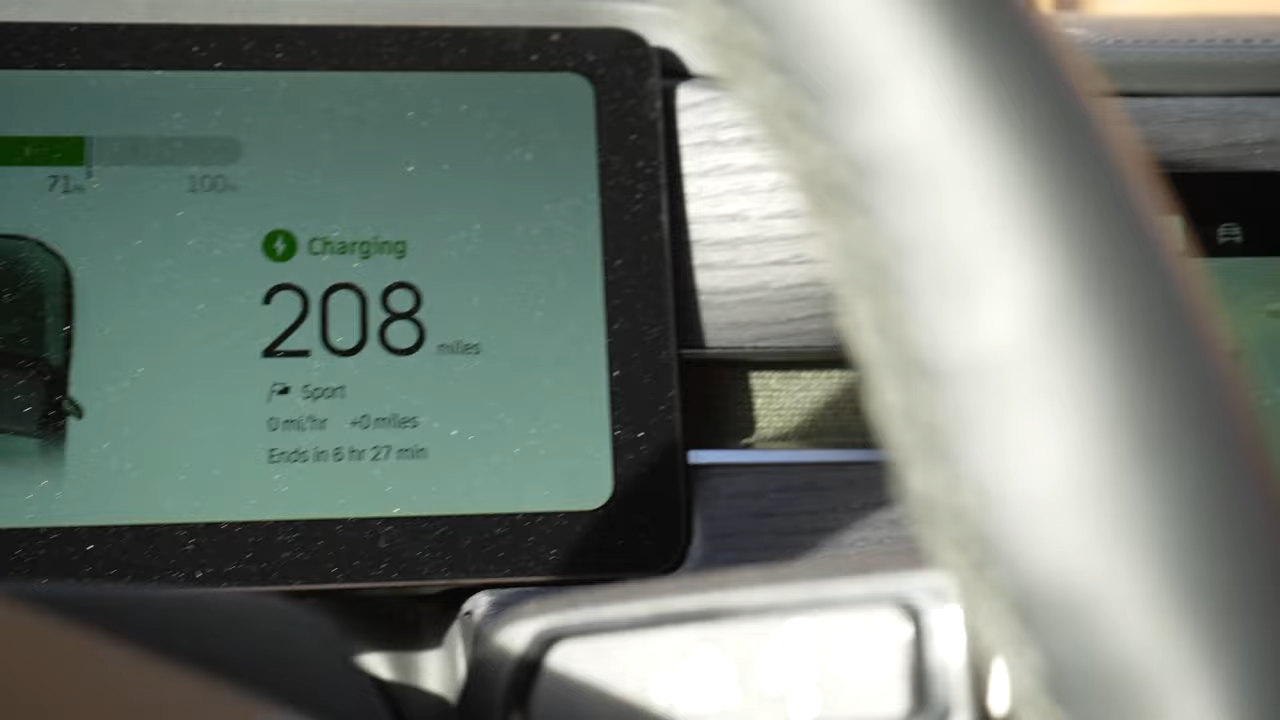 71%
100%
Charging
208 miles
Sport
0 mi/hr +0 miles
Ends in 6 hr 27 min